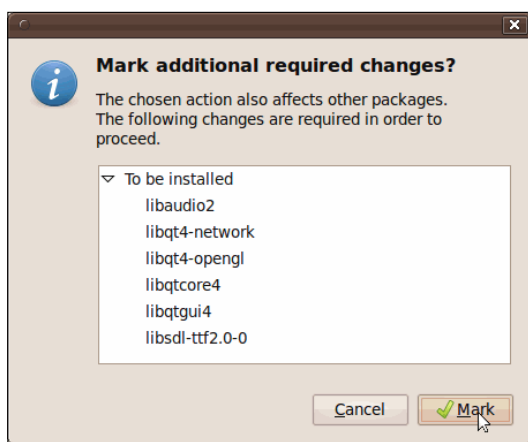 Mark additional required changes?
The chosen action also affects other packages.
The following changes are required in order to
proceed.
To be installed
libaudio2
libqt4-network
libqt4-opengl
libqtcore4
libqtgui4
libsdl-ttf2.0-0
Cancel
Mark